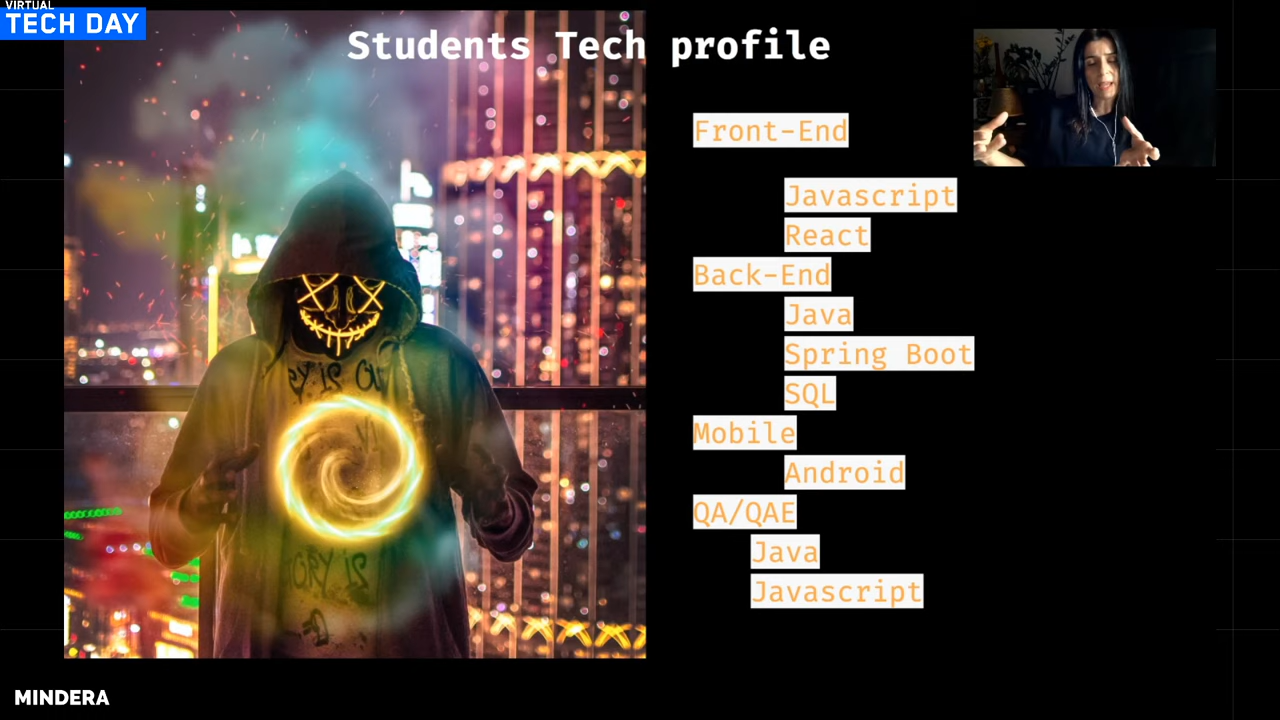 VIRTUAL
TECH DAY
Students Tech profile
Front-End
Javascript
React
Back-End
Java
Spring Boot
SQL
Mobile
Android
QA/QAE
Java
Javascript
MINDERA